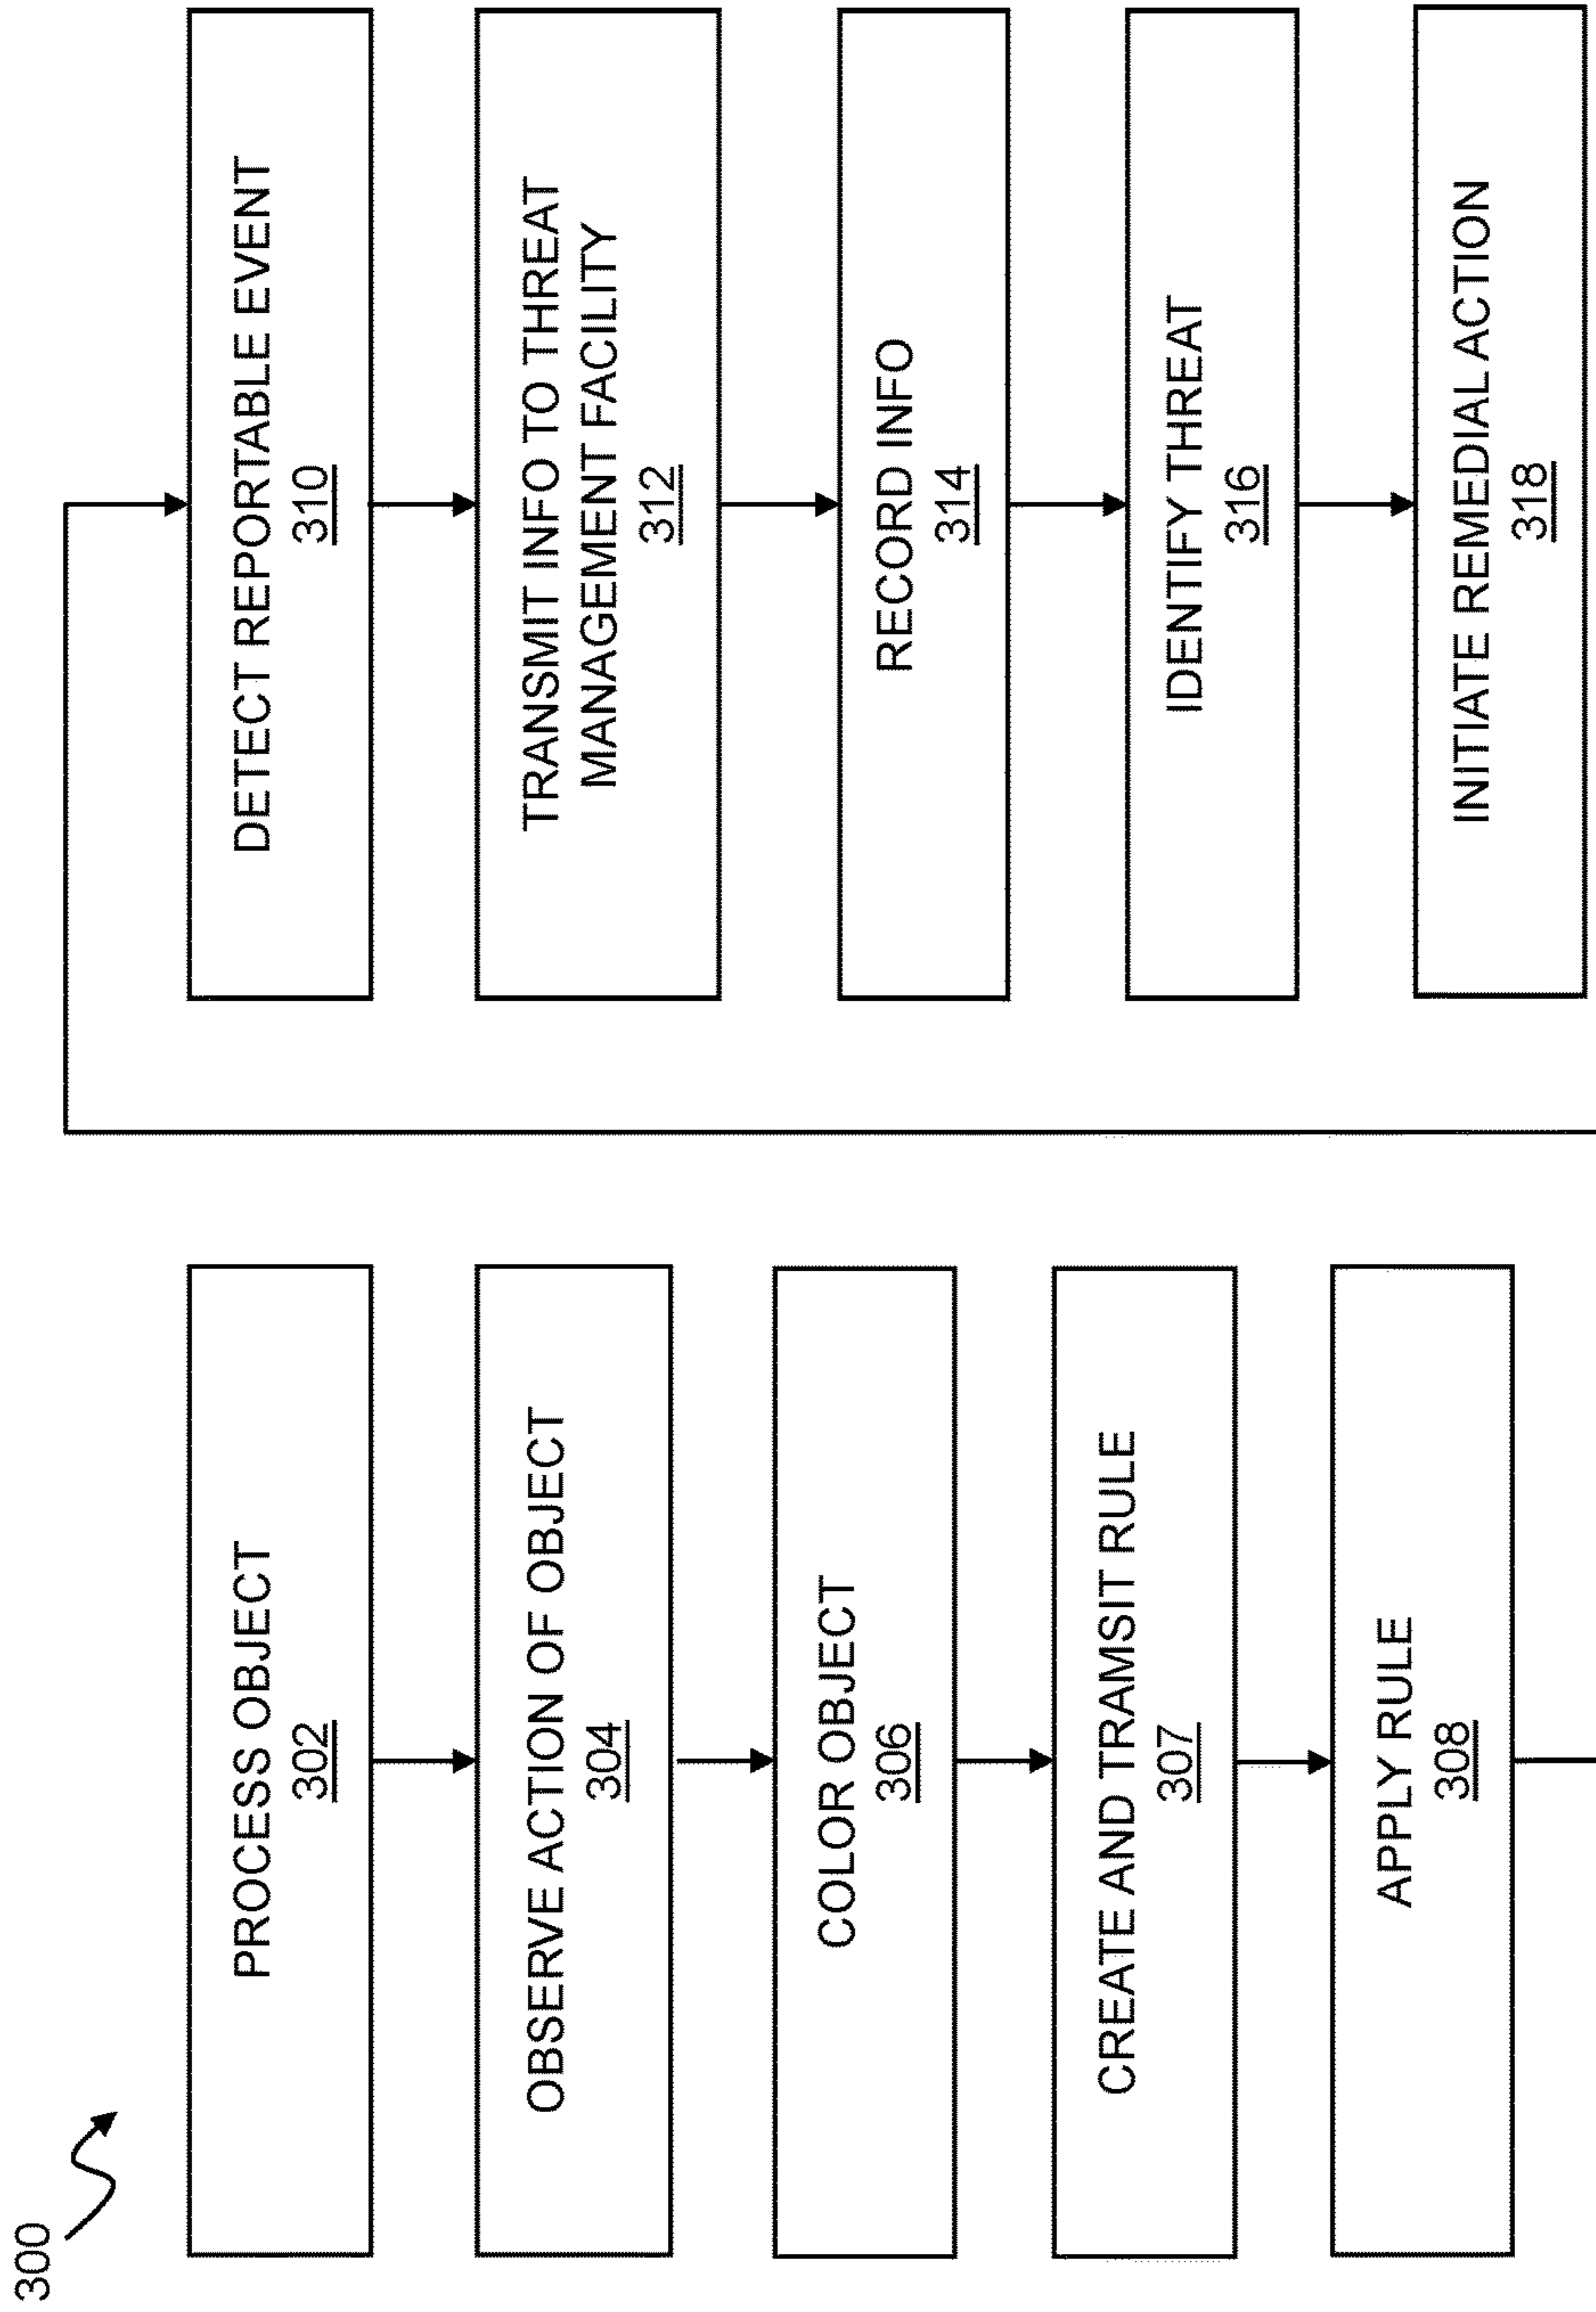 300
PROCESS OBJECT
302
OBSERVE ACTION OF OBJECT
304
COLOR OBJECT
306
CREATE AND TRAMSIT RULE
307
APPLY RULE
308
DETECT REPORTABLE EVENT
310
TRANSMIT INFO TO THREAT
MANAGEMENT FACILITY
312
RECORD INFO
314
IDENTIFY THREAT
316
INITIATE REMEDIAL ACTION
318